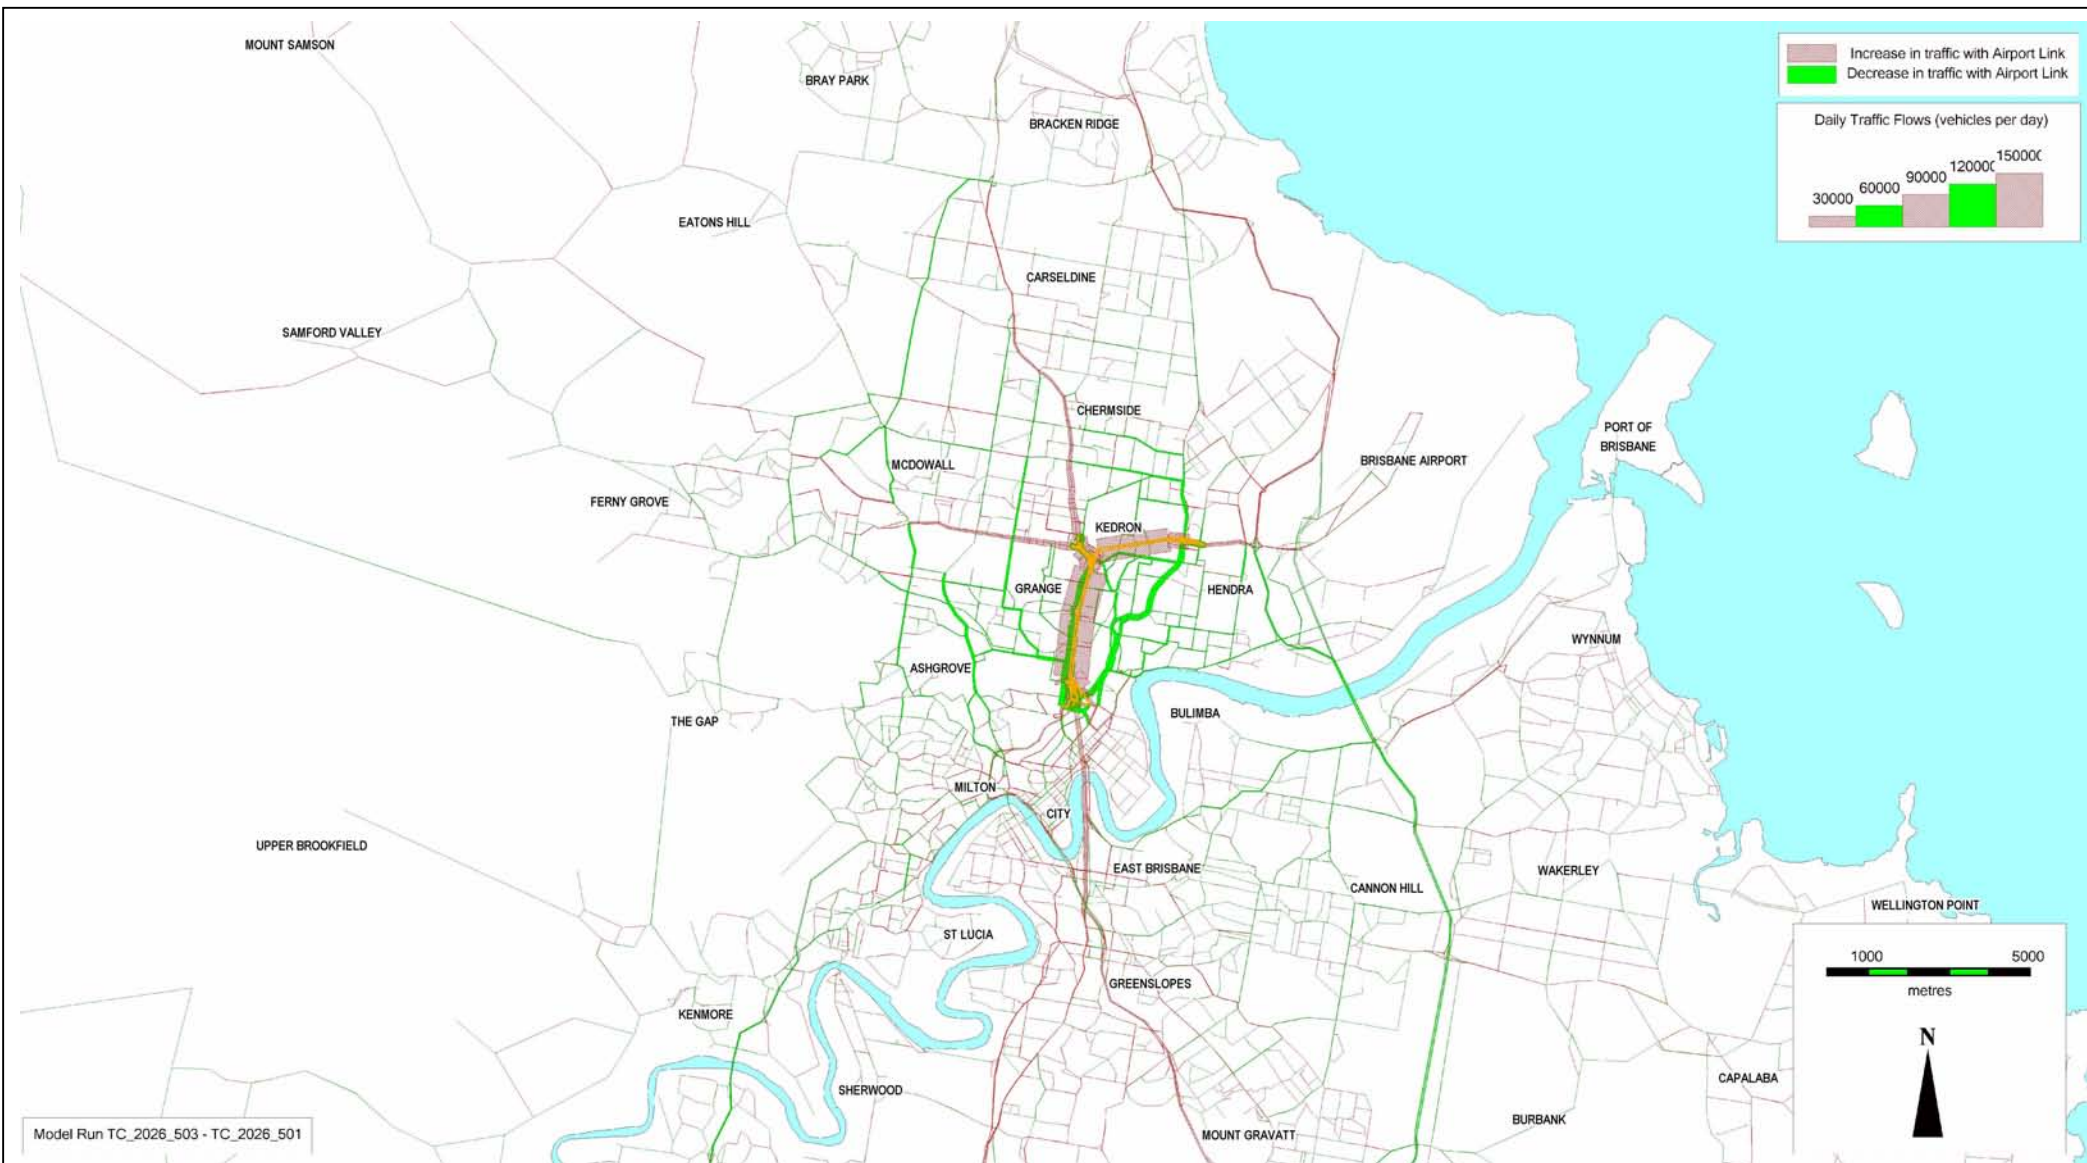 MOUNT SAMSON
BRAY PARK
Increase in traffic with Airport Link
Decrease in traffic with Airport Link
BRACKEN RIDGE
Daily Traffic Flows (vehicles per day)
30000 60000 90000 120000 150000
EATONS HILL
CARSELDINE
SAMFORD VALLEY
CHERMSIDE
PORT OF
BRISBANE
MCDOWALL
BRISBANE AIRPORT
FERNY GROVE
KEDRON
GRANGE
HENDRA
WYNNUM
ASHGROVE
THE GAP
BULIMBA
MILTON
CITY
UPPER BROOKFIELD
EAST BRISBANE
WAKERLEY
CANNON HILL
WELLINGTON POINT
ST LUCIA
1000 5000
metres
GREENSLOPES
KENMORE
N
CAPALABA
SHERWOOD
BURBANK
MOUNT GRAVATT
Model Run TC_2026_503 - TC_2026_501